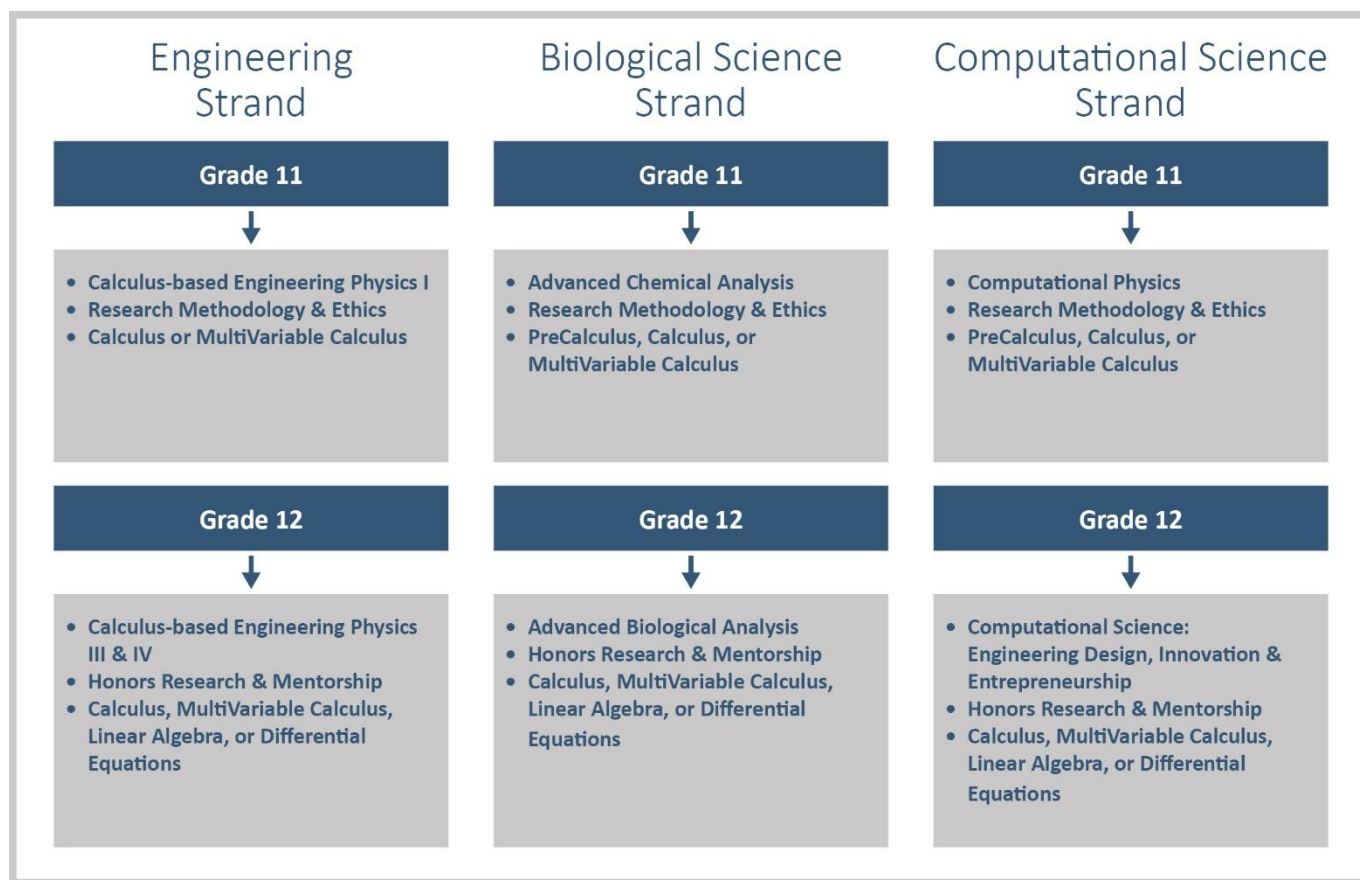 Engineering
Strand
Grade 11
• Calculus-based Engineering Physics I
• Research Methodology & Ethics
• Calculus or MultiVariable Calculus
Grade 12
• Calculus-based Engineering Physics
III & IV
• Honors Research & Mentorship
• Calculus, MultiVariable Calculus,
Linear Algebra, or Differential
Equations
Biological Science
Strand
Grade 11
• Advanced Chemical Analysis
• Research Methodology & Ethics
• PreCalculus, Calculus, or
MultiVariable Calculus
Grade 12
• Advanced Biological Analysis
• Honors Research & Mentorship
• Calculus, MultiVariable Calculus,
Linear Algebra, or Differential
Equations
Computational Science
Strand
Grade 11
• Computational Physics
• Research Methodology & Ethics
• PreCalculus, Calculus, or
MultiVariable Calculus
Grade 12
• Computational Science:
Engineering Design, Innovation &
Entrepreneurship
• Honors Research & Mentorship
• Calculus, MultiVariable Calculus,
Linear Algebra, or Differential
Equations